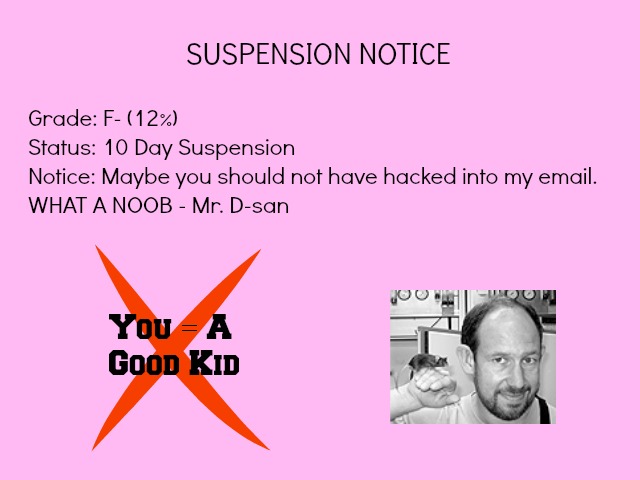 SUSPENSION NOTICE
Grade: F- (12%)
Status: 10 Day Suspension
Notice: Maybe you should not have hacked into my email.
WHAT A NOOB - Mr. D-san
You = A
Good Kid